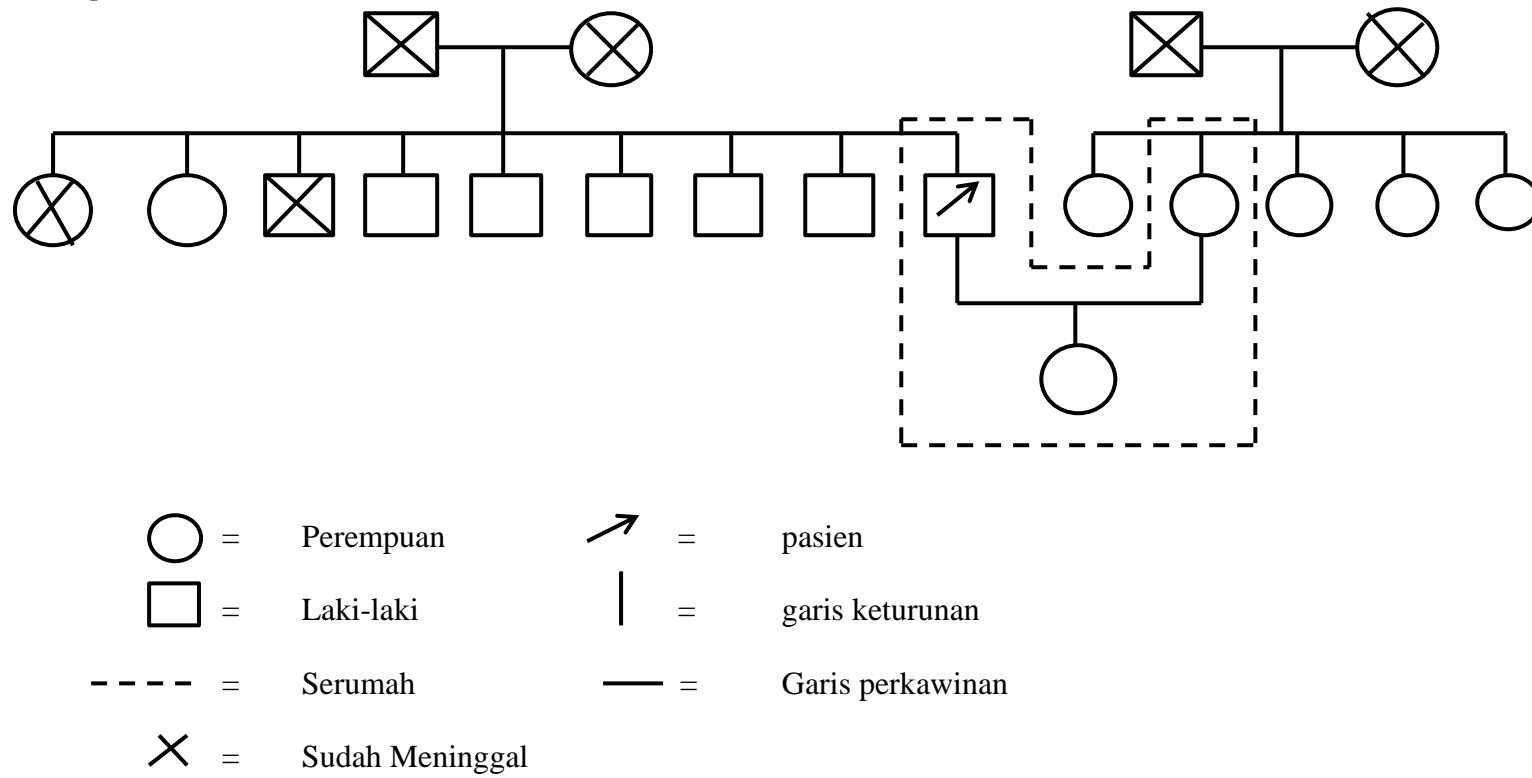 = Perempuan = pasien
= Laki-laki = garis keturunan
= Serumah = Garis perkawinan
= Sudah Meninggal